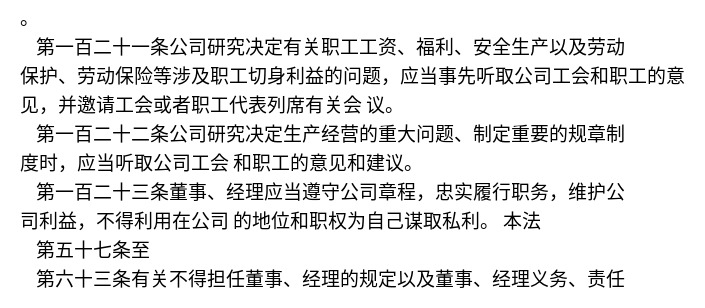 。
第一百二十一条公司研究决定有关职工工资、福利、安全生产以及劳动
保护、劳动保险等涉及职工切身利益的问题，应当事先听取公司工会和职工的意
见，并邀请工会或者职工代表列席有关会 议。
第一百二十二条公司研究决定生产经营的重大问题、制定重要的规章制
度时，应当听取公司工会 和职工的意见和建议。
第一百二十三条董事、经理应当遵守公司章程，忠实履行职务，维护公
司利益，不得利用在公司 的地位和职权为自己谋取私利。 本法
第五十七条至
第六十三条有关不得担任董事、经理的规定以及董事、经理义务、责任